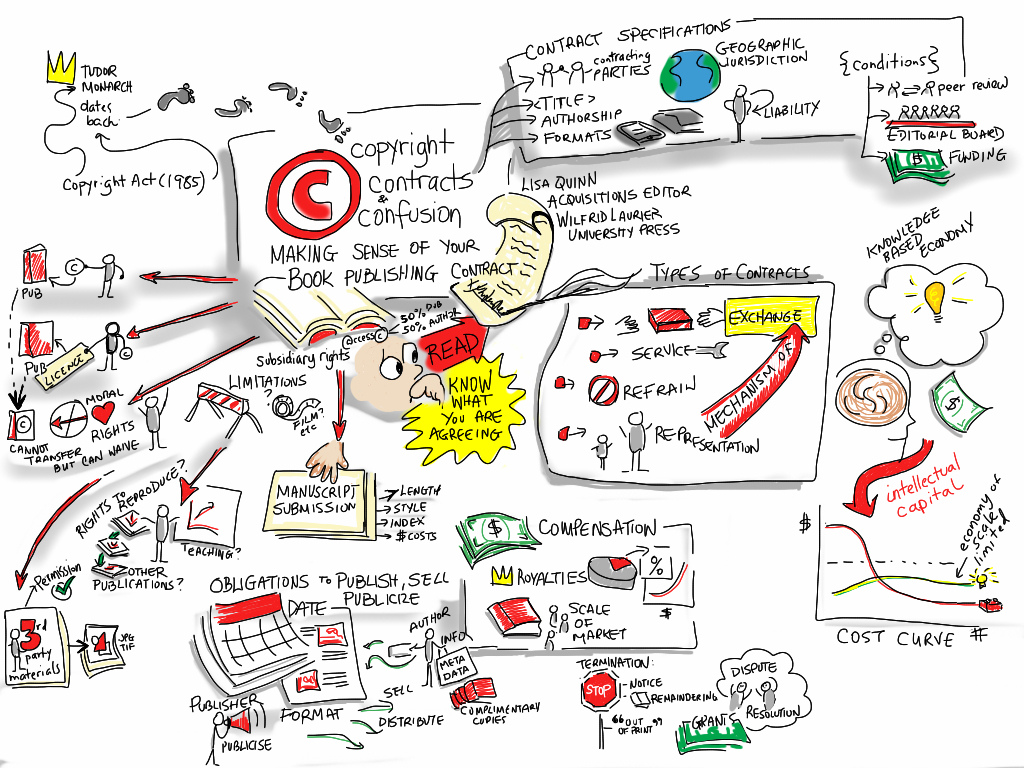 TUDOR
MONARCH
dates
back
Copyright Act (1985)
©
copyright
contracts
&
confusion
MAKING SENSE OF YOUR
BOOK PUBLISHING CONTRACT
LISA QUINN
ACQUISITIONS EDITOR
WILFRID LAURIER
UNIVERSITY PRESS
CONTRACT SPECIFICATIONS
contracting
PARTIES
<TITLE>
AUTHORSHIP
FORMATS
GEOGRAPHIC
JURISDICTION
LIABILITY
{conditions}
peer review
EDITORIAL BOARD
$
FUNDING
KNOWLEDGE
BASED
ECONOMY
$
intellectual
capital
$
economy of
scale
limited
COST CURVE #
TYPES OF CONTRACTS
EXCHANGE
SERVICE
REFRAIN
REPRESENTATION
MECHANISM OF
PUB
©
PUB
LICENCE
©
©
MORAL
RIGHTS
CANNOT
TRANSFER
BUT CAN WAIVE
50% PUB
50% AUTHOR
subsidiary rights
READ
KNOW
WHAT
YOU ARE
AGREEING
LIMITATIONS
?
FILM?
etc
MANUSCRIPT
SUBMISSION
LENGTH
STYLE
INDEX
$ COSTS
RIGHTS TO
REPRODUCE?
TEACHING?
OTHER
PUBLICATIONS?
Permission
3rd
party
materials
JPG
TIF
OBLIGATIONS TO PUBLISH, SELL
PUBLICIZE
DATE
FORMAT
PUBLISHER
PUBLICISE
SELL
DISTRIBUTE
AUTHOR
INFO
META
DATA
COMPLIMENTARY
COPIES
$
COMPENSATION
ROYALTIES
%
$
SCALE
OF
MARKET
TERMINATION:
STOP
NOTICE
REMAINDERING
"OUT
OF PRINT"
GRANTS
DISPUTE
RESOLUTION